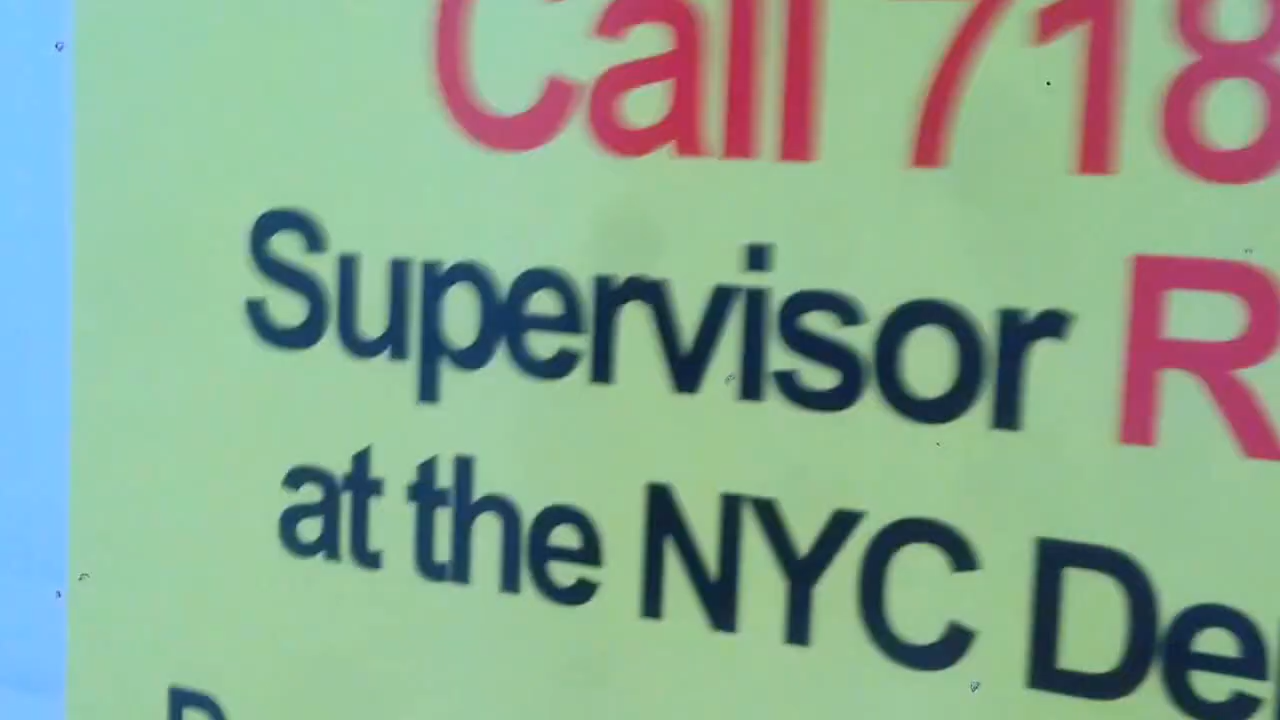 Call 718
Supervisor R
at the NYC De